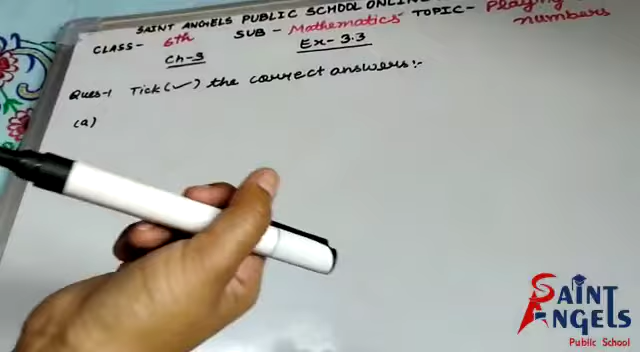 SAINT ANGELS PUBLIC SCHOOL ONLINE
CLASS- 6th SUB- Mathematics TOPIC- Playing
numbers
Ch-3 Ex-3.3
Ques-1 Tick (✓) the correct answers:-
(a)
SAINT
ANGELS
Public School